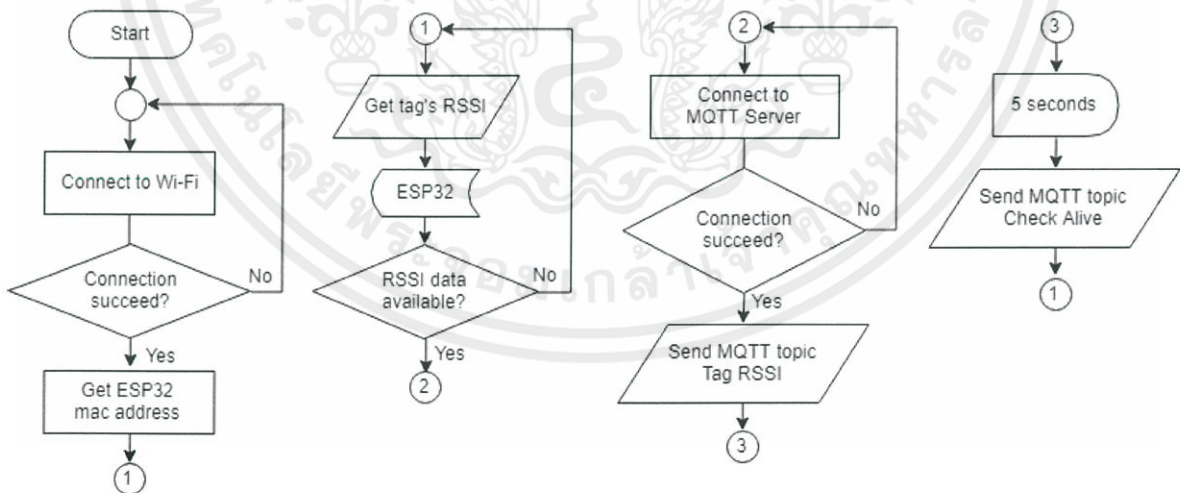 Start
Connect to Wi-Fi
Connection
succeed?
No
Yes
Get ESP32
mac address
1
1
Get tag's RSSI
ESP32
RSSI data
available?
No
Yes
2
2
Connect to
MQTT Server
Connection
succeed?
No
Yes
Send MQTT topic
Tag RSSI
3
3
5 seconds
Send MQTT topic
Check Alive
1